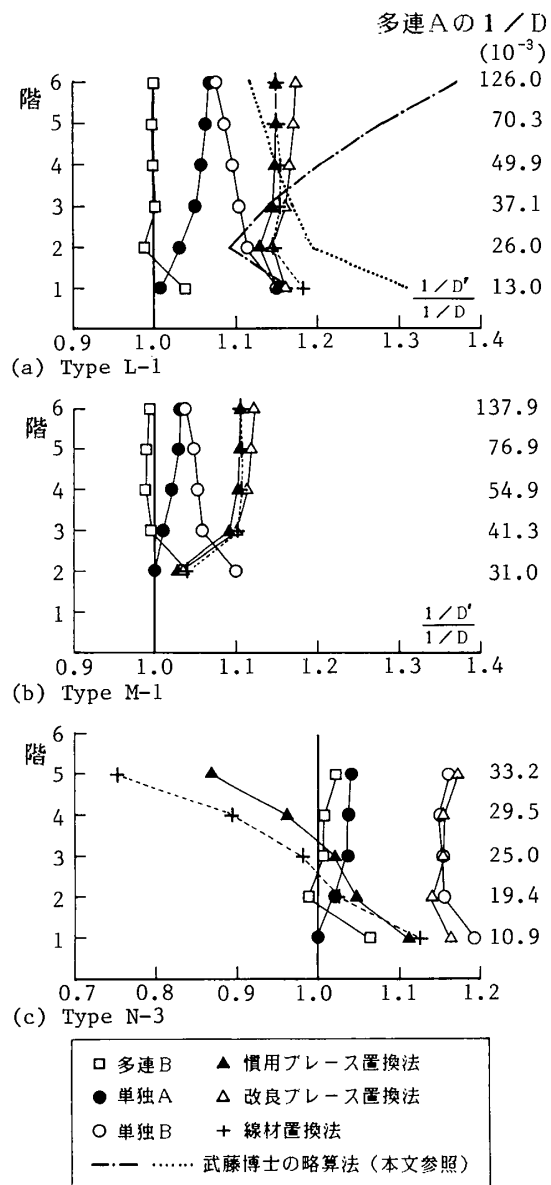 多連Aの1/D
(10⁻³)
階
6
126.0
5
70.3
4
49.9
3
37.1
2
26.0
1
1/D'
1/D
13.0
0.9 1.0 1.1 1.2 1.3 1.4
(a) Type L-1
階
6
137.9
5
76.9
4
54.9
3
41.3
2
31.0
1
1/D'
1/D
0.9 1.0 1.1 1.2 1.3 1.4
(b) Type M-1
階
6
5
33.2
4
29.5
3
25.0
2
19.4
1
10.9
0.7 0.8 0.9 1.0 1.1 1.2
(c) Type N-3
□ 多連B ▲ 慣用ブレース置換法
● 単独A △ 改良ブレース置換法
○ 単独B + 線材置換法
武藤博士の略算法(本文参照)